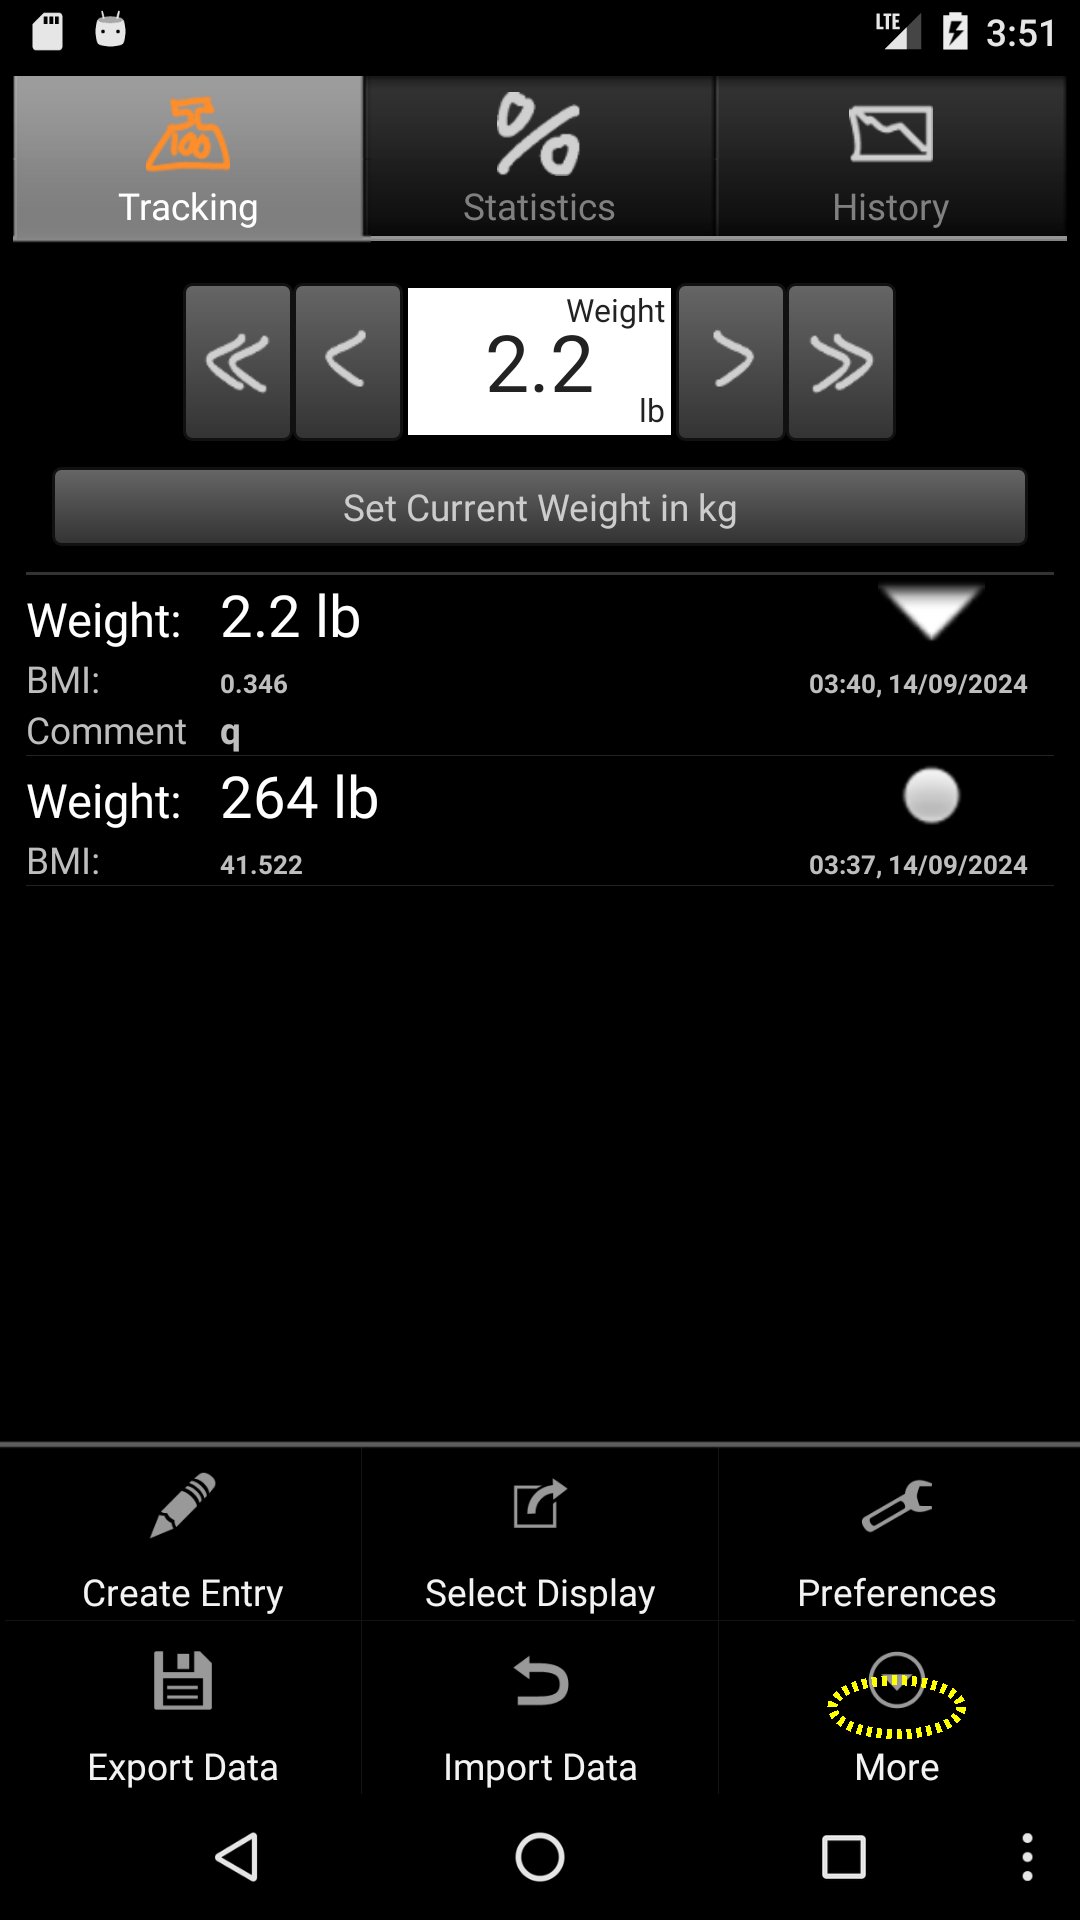 LTE 3:51
100
Tracking Statistics History
Weight
2.2
lb
Set Current Weight in kg
Weight: 2.2 lb
BMI: 0.346 03:40, 14/09/2024
Comment q
Weight: 264 lb
BMI: 41.522 03:37, 14/09/2024
Create Entry Select Display Preferences
Export Data Import Data More